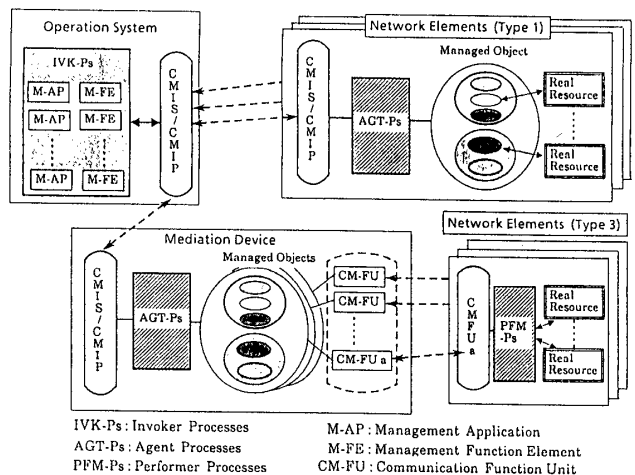 Operation System
IVK-Ps
M-AP M-FE
M-AP M-FE
M-AP M-FE
CMIS/CMIP
Network Elements (Type 1)
Managed Object
CMIS/CMIP
AGT-Ps
Real Resource
Real Resource
Mediation Device
Managed Objects
CMIS/CMIP
AGT-Ps
CM-FU
CM-FU
CM-FU a
Network Elements (Type 3)
CMFUa
PFM-Ps
Real Resource
Real Resource
IVK-Ps : Invoker Processes
AGT-Ps : Agent Processes
PFM-Ps : Performer Processes
M-AP : Management Application
M-FE : Management Function Element
CM-FU : Communication Function Unit